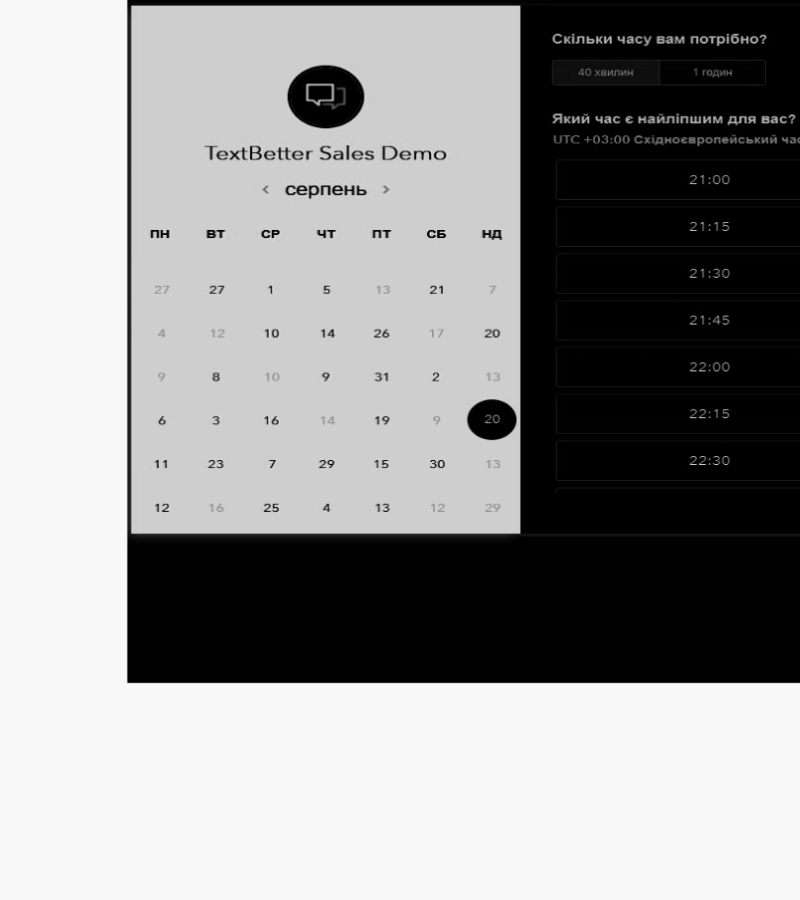 TextBetter Sales Demo
‹ серпень ›
ПН ВТ СР ЧТ ПТ СБ НД
27 27 1 5 13 21 7
4 12 10 14 26 17 20
9 8 10 9 31 2 13
6 3 16 14 19 9 20
11 23 7 29 15 30 13
12 16 25 4 13 12 29
Скільки часу вам потрібно?
40 хвилин 1 годин
Який час є найліпшим для вас?
UTC +03:00 Східноєвропейський час
21:00
21:15
21:30
21:45
22:00
22:15
22:30